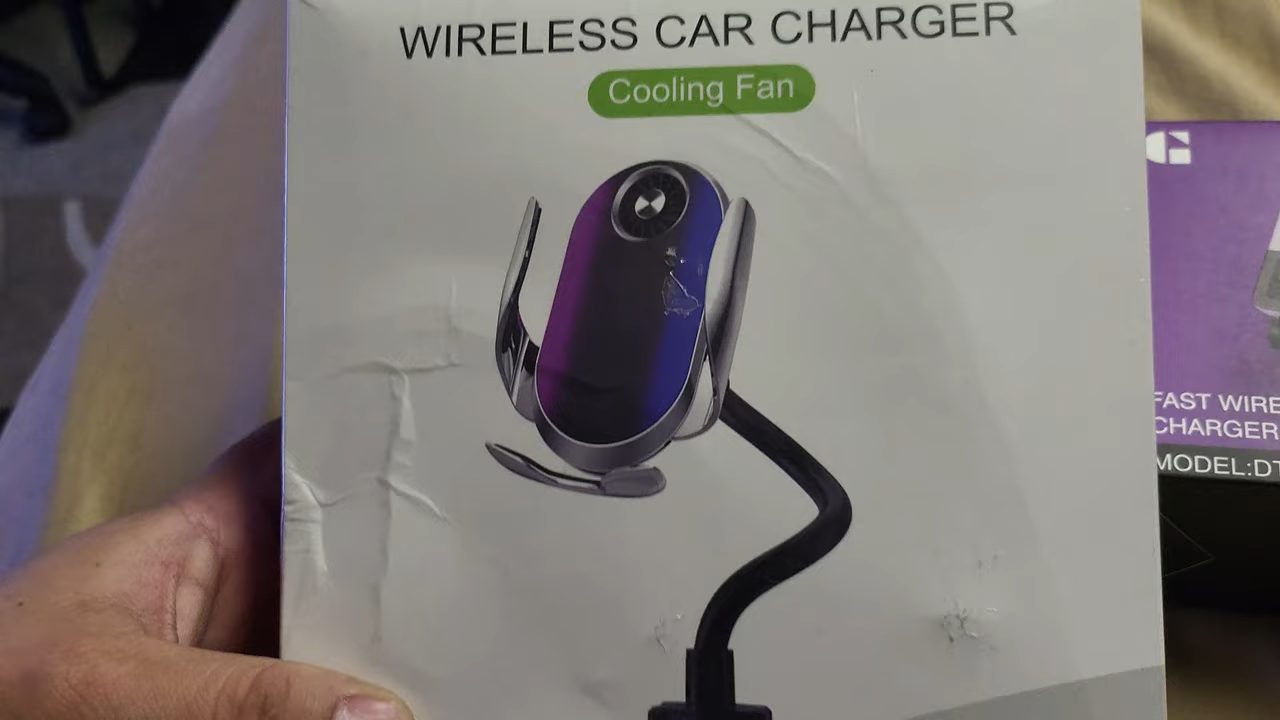 WIRELESS CAR CHARGER
Cooling Fan
FAST WIRE
CHARGER
MODEL:DT